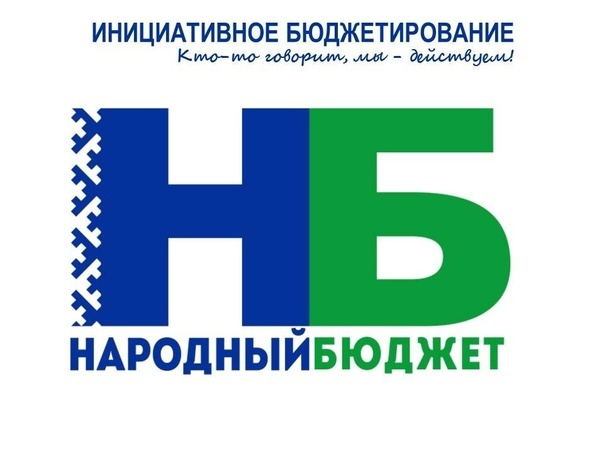 ИНИЦИАТИВНОЕ БЮДЖЕТИРОВАНИЕ
Кто-то говорит, мы - действуем!
НБ
НАРОДНЫЙБЮДЖЕТ